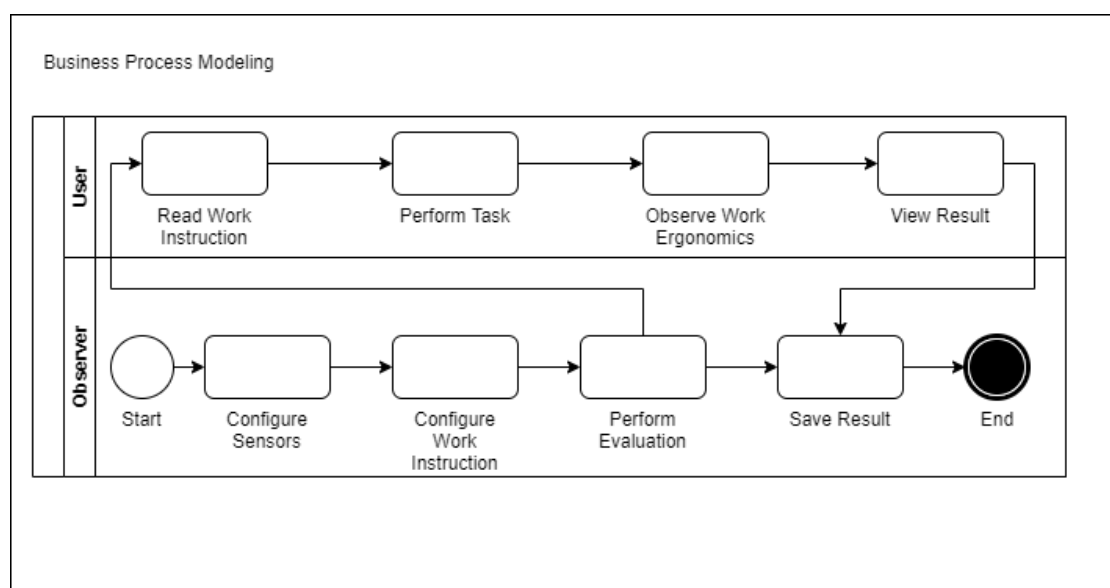 Business Process Modeling
User
Read Work
Instruction
Perform Task
Observe Work
Ergonomics
View Result
Observer
Start
Configure
Sensors
Configure
Work
Instruction
Perform
Evaluation
Save Result
End